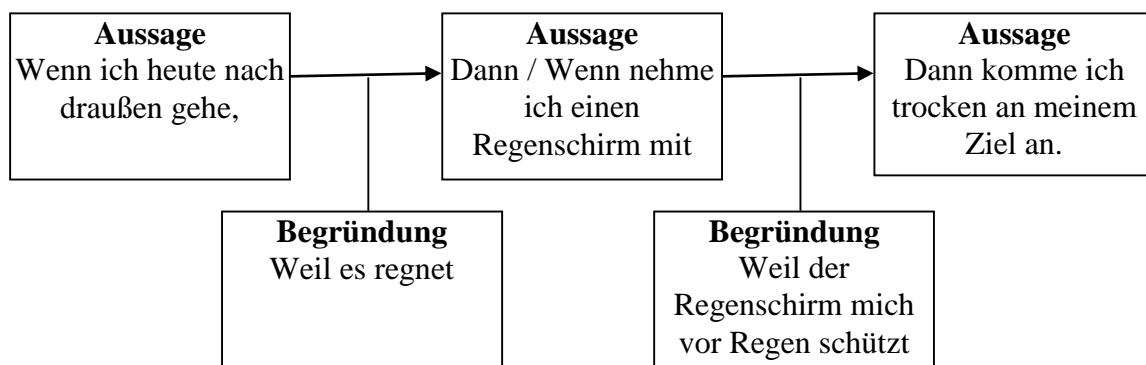 Aussage
Wenn ich heute nach
draußen gehe,
Aussage
Dann / Wenn nehme
ich einen
Regenschirm mit
Aussage
Dann komme ich
trocken an meinem
Ziel an.
Begründung
Weil es regnet
Begründung
Weil der
Regenschirm mich
vor Regen schützt